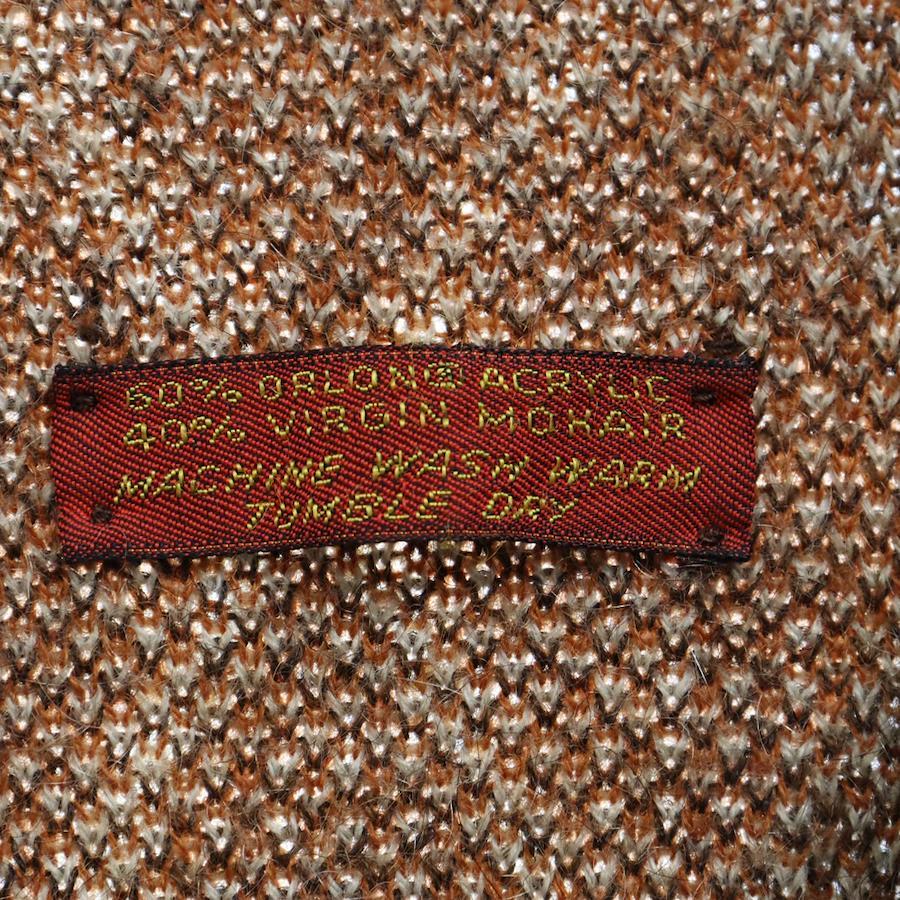 60% ORLON® ACRYLIC
40% VIRGIN MOHAIR
MACHINE WASH WARM
TUMBLE DRY